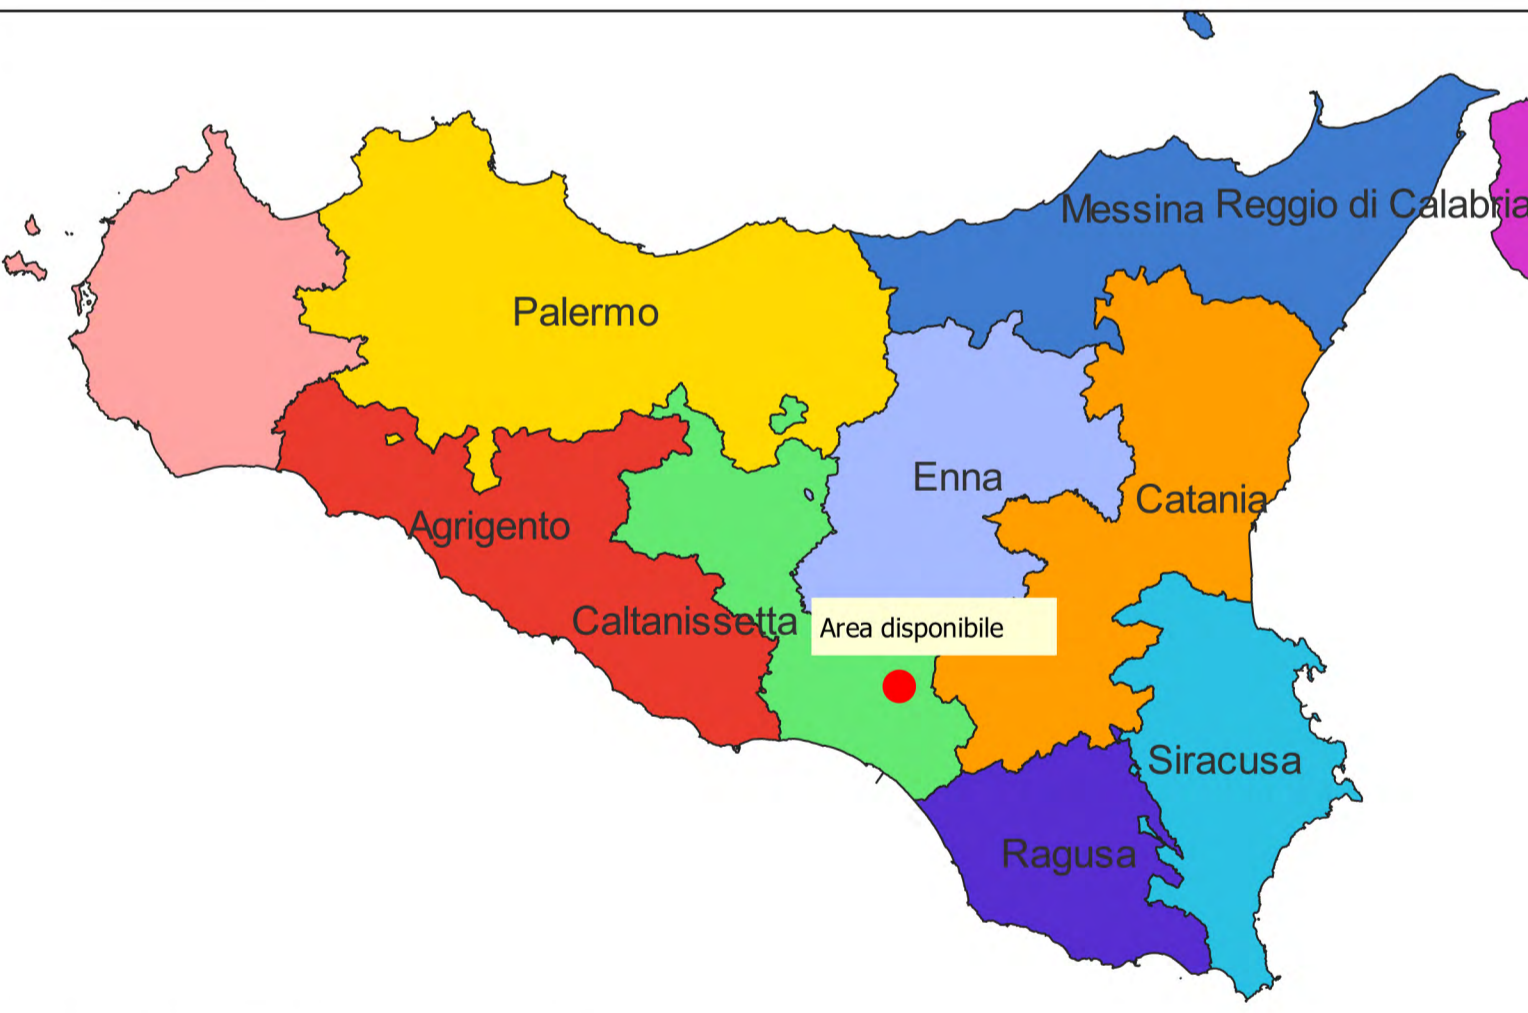 Messina
Reggio di Calabria
Palermo
Enna
Catania
Agrigento
Caltanissetta
Area disponibile
Siracusa
Ragusa